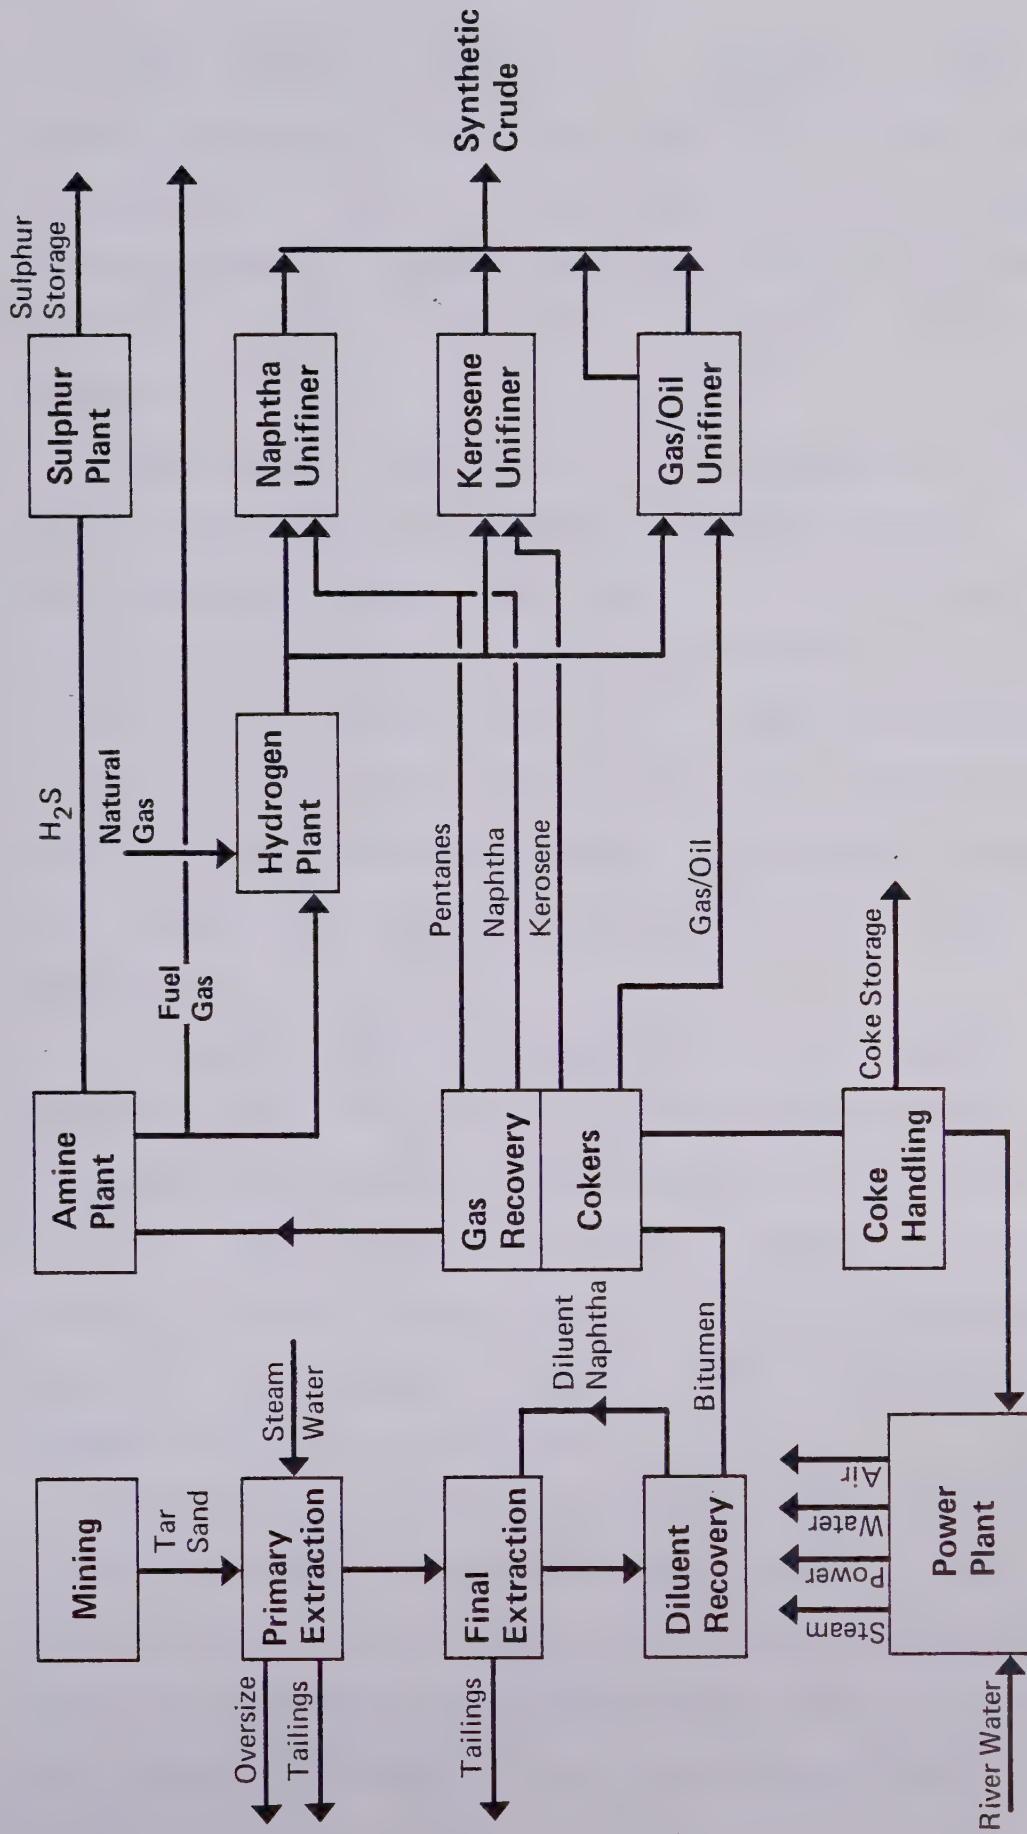 Mining
Tar
Sand
Primary
Extraction
Steam
Water
Oversize
Tailings
Final
Extraction
Tailings
Diluent
Naphtha
Diluent
Recovery
Bitumen
River Water
Power
Plant
Steam
Power
Water
Air
Amine
Plant
Gas
Recovery
Cokers
Coke
Handling
Coke Storage
H2S
Fuel
Gas
Natural
Gas
Hydrogen
Plant
Pentanes
Naphtha
Kerosene
Gas/Oil
Sulphur
Plant
Sulphur
Storage
Naphtha
Unifiner
Kerosene
Unifiner
Gas/Oil
Unifiner
Synthetic
Crude